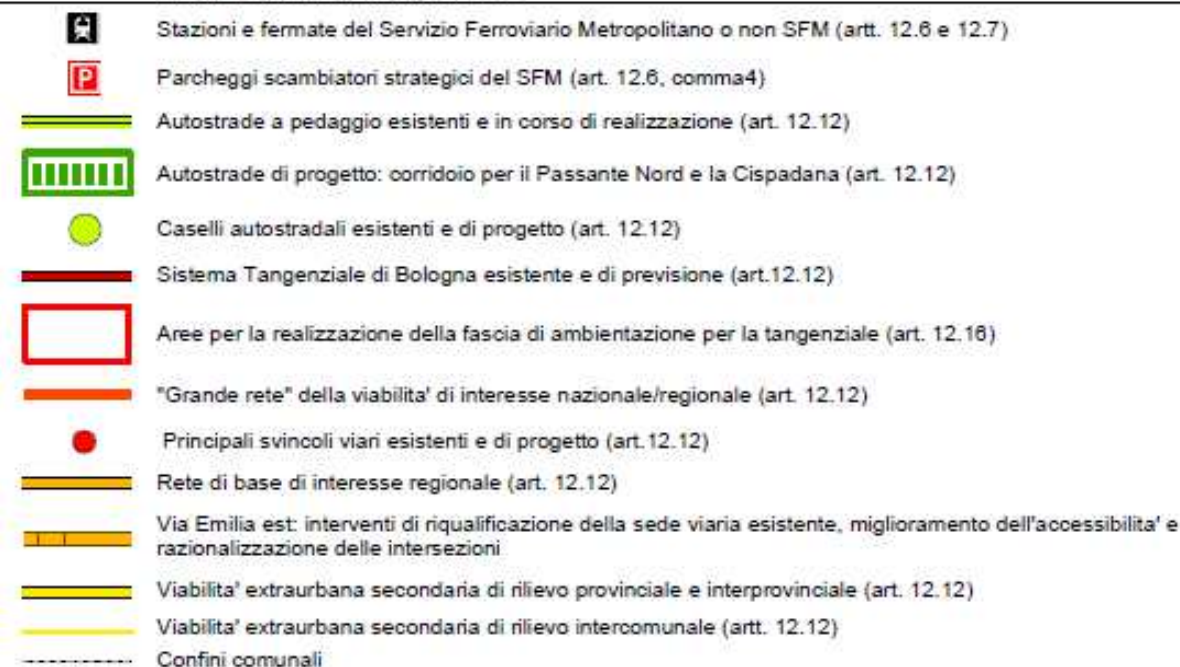 Stazioni e fermate del Servizio Ferroviario Metropolitano o non SFM (artt. 12.6 e 12.7)
P Parcheggi scambiatori strategici del SFM (art. 12.6, comma4)
Autostrade a pedaggio esistenti e in corso di realizzazione (art. 12.12)
Autostrade di progetto: corridoio per il Passante Nord e la Cispadana (art. 12.12)
Caselli autostradali esistenti e di progetto (art. 12.12)
Sistema Tangenziale di Bologna esistente e di previsione (art.12.12)
Aree per la realizzazione della fascia di ambientazione per la tangenziale (art. 12.16)
"Grande rete" della viabilita' di interesse nazionale/regionale (art. 12.12)
Principali svincoli viari esistenti e di progetto (art.12.12)
Rete di base di interesse regionale (art. 12.12)
Via Emilia est: interventi di riqualificazione della sede viaria esistente, miglioramento dell'accessibilita' e
razionalizzazione delle intersezioni
Viabilita' extraurbana secondaria di rilievo provinciale e interprovinciale (art. 12.12)
Viabilita' extraurbana secondaria di rilievo intercomunale (artt. 12.12)
Confini comunali